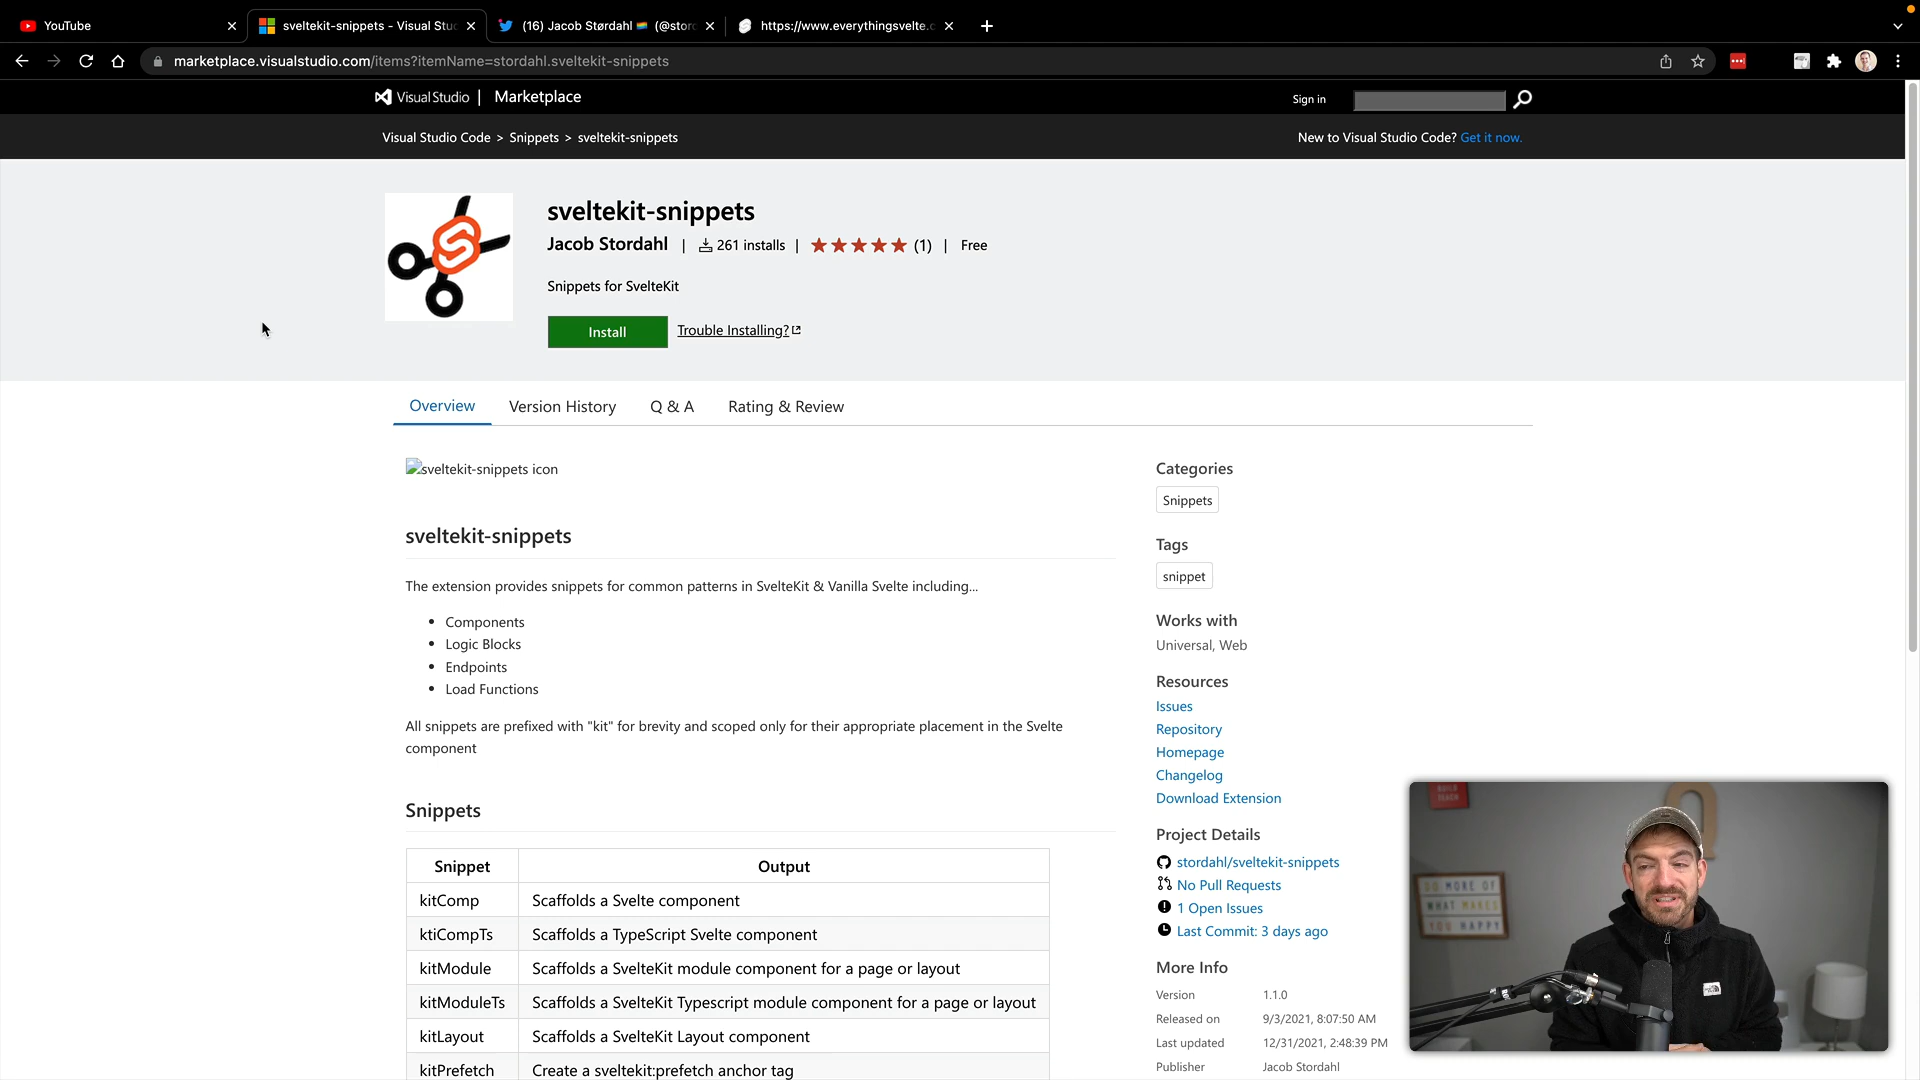 YouTube
sveltekit-snippets - Visual Stu
(16) Jacob Størdahl 🏳️‍🌈 (@stor
https://www.everythingsvelte.c
marketplace.visualstudio.com/items?itemName=stordahl.sveltekit-snippets
Visual Studio | Marketplace
Sign in
Visual Studio Code > Snippets > sveltekit-snippets
New to Visual Studio Code? Get it now.
sveltekit-snippets
Jacob Stordahl | 261 installs | ★★★★★ (1) | Free
Snippets for SvelteKit
Install
Trouble Installing?
Overview
Version History
Q & A
Rating & Review
sveltekit-snippets icon
sveltekit-snippets
The extension provides snippets for common patterns in SvelteKit & Vanilla Svelte including...
• Components
• Logic Blocks
• Endpoints
• Load Functions
All snippets are prefixed with "kit" for brevity and scoped only for their appropriate placement in the Svelte
component
Snippets
Snippet Output
kitComp Scaffolds a Svelte component
ktiCompTs Scaffolds a TypeScript Svelte component
kitModule Scaffolds a SvelteKit module component for a page or layout
kitModuleTs Scaffolds a SvelteKit Typescript module component for a page or layout
kitLayout Scaffolds a SvelteKit Layout component
kitPrefetch Create a sveltekit:prefetch anchor tag
Categories
Snippets
Tags
snippet
Works with
Universal, Web
Resources
Issues
Repository
Homepage
Changelog
Download Extension
Project Details
stordahl/sveltekit-snippets
No Pull Requests
1 Open Issues
Last Commit: 3 days ago
More Info
Version 1.1.0
Released on 9/3/2021, 8:07:50 AM
Last updated 12/31/2021, 2:48:39 PM
Publisher Jacob Stordahl
BUILD
TEACH
DO MORE OF
WHAT MAKES
YOU HAPPY